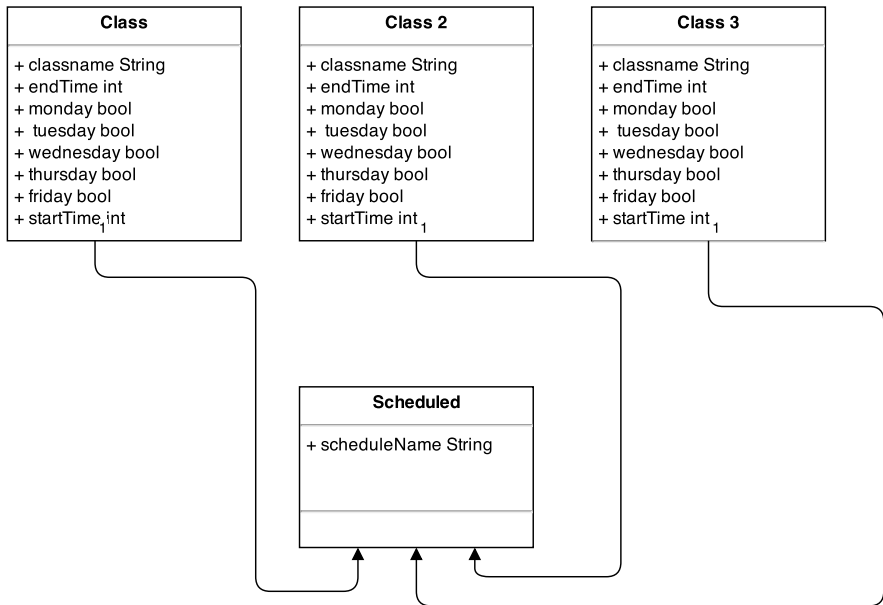 Class
+ classname String
+ endTime int
+ monday bool
+ tuesday bool
+ wednesday bool
+ thursday bool
+ friday bool
+ startTime int
1
Class 2
+ classname String
+ endTime int
+ monday bool
+ tuesday bool
+ wednesday bool
+ thursday bool
+ friday bool
+ startTime int
1
Class 3
+ classname String
+ endTime int
+ monday bool
+ tuesday bool
+ wednesday bool
+ thursday bool
+ friday bool
+ startTime int
1
Scheduled
+ scheduleName String